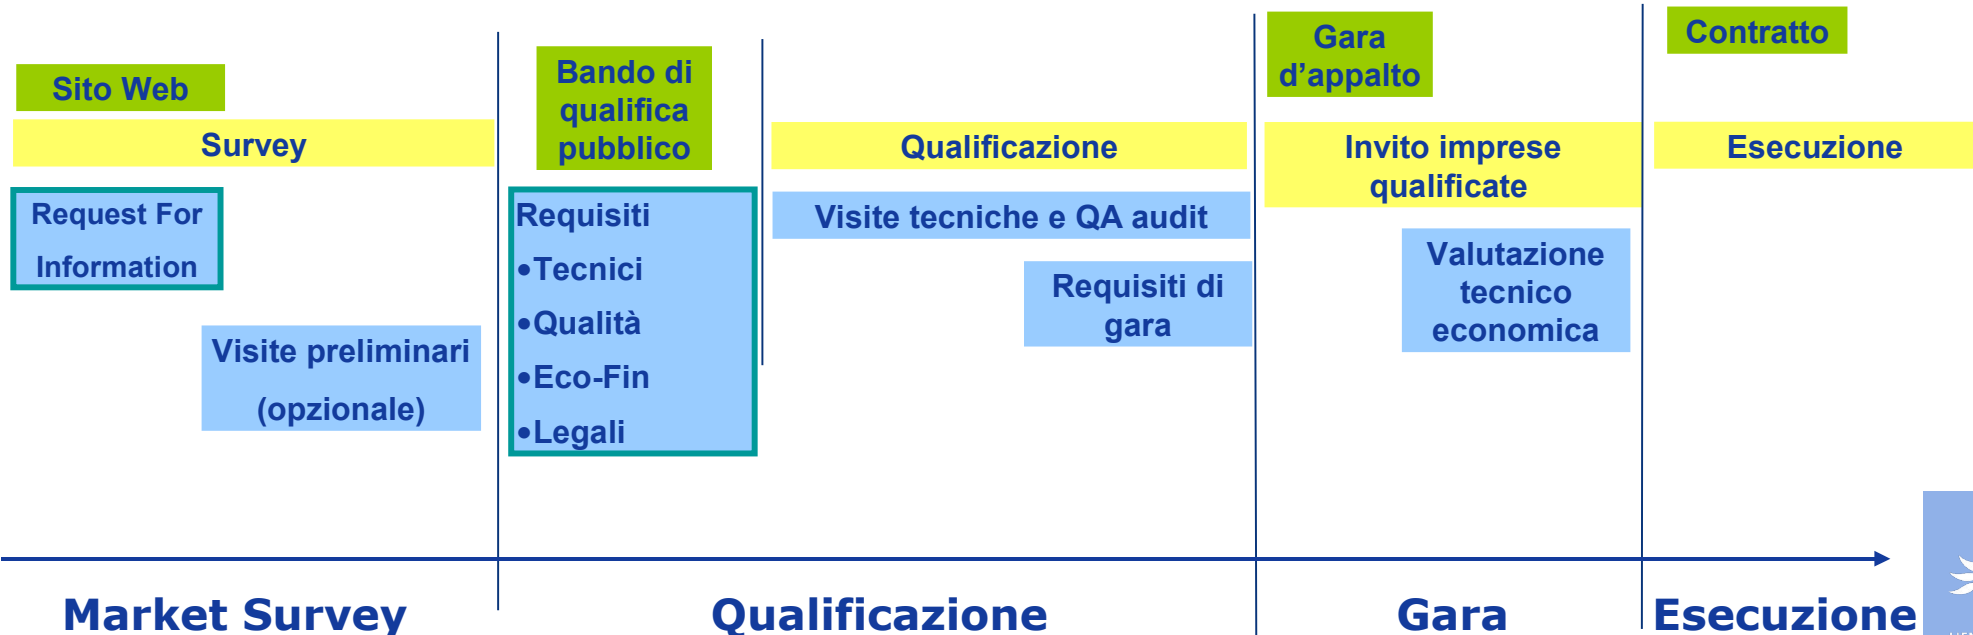 Sito Web
Survey
Request For
Information
Visite preliminari
(opzionale)
Bando di
qualifica
pubblico
Requisiti
•Tecnici
•Qualità
•Eco-Fin
•Legali
Qualificazione
Visite tecniche e QA audit
Requisiti di
gara
Gara
d’appalto
Invito imprese
qualificate
Valutazione
tecnico
economica
Contratto
Esecuzione
Market Survey
Qualificazione
Gara
Esecuzione